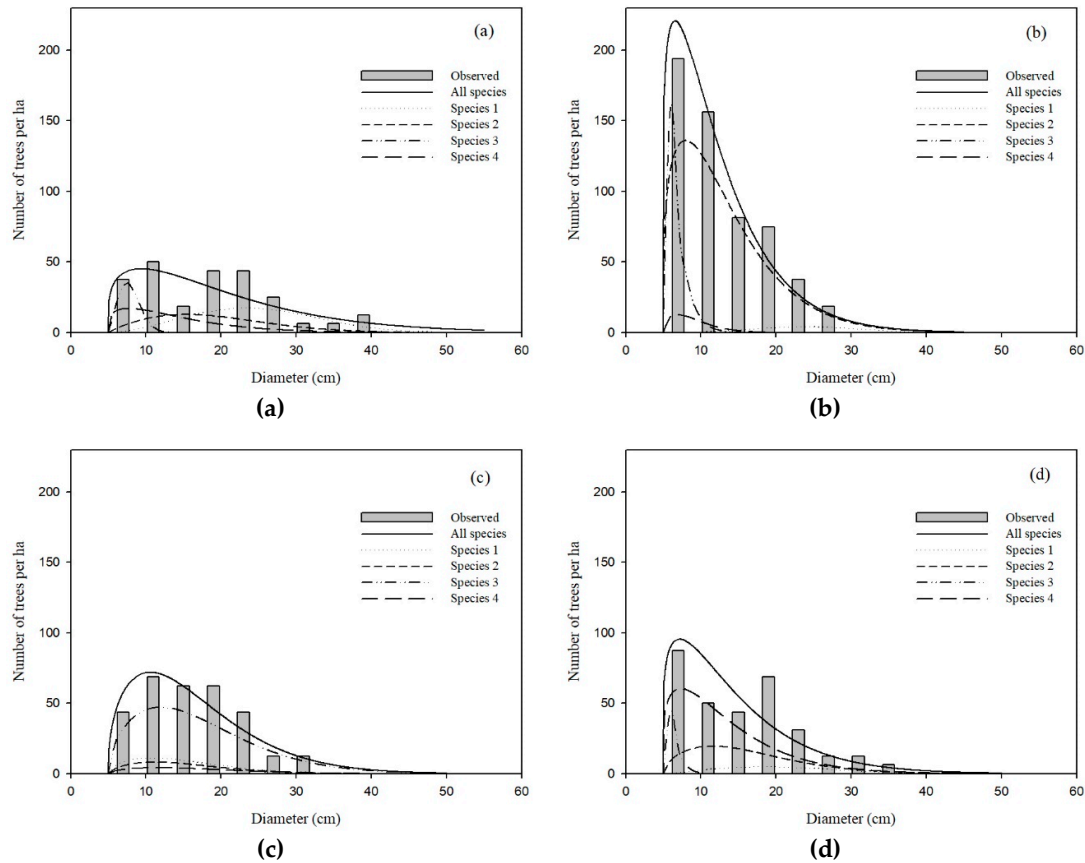 (a)
200
150
100
50
0
Number of trees per ha
Observed
All species
Species 1
Species 2
Species 3
Species 4
0 10 20 30 40 50 60
Diameter (cm)
(a)
(b)
200
150
100
50
0
Number of trees per ha
Observed
All species
Species 1
Species 2
Species 3
Species 4
0 10 20 30 40 50 60
Diameter (cm)
(b)
(c)
200
150
100
50
0
Number of trees per ha
Observed
All species
Species 1
Species 2
Species 3
Species 4
0 10 20 30 40 50 60
Diameter (cm)
(c)
(d)
200
150
100
50
0
Number of trees per ha
Observed
All species
Species 1
Species 2
Species 3
Species 4
0 10 20 30 40 50 60
Diameter (cm)
(d)